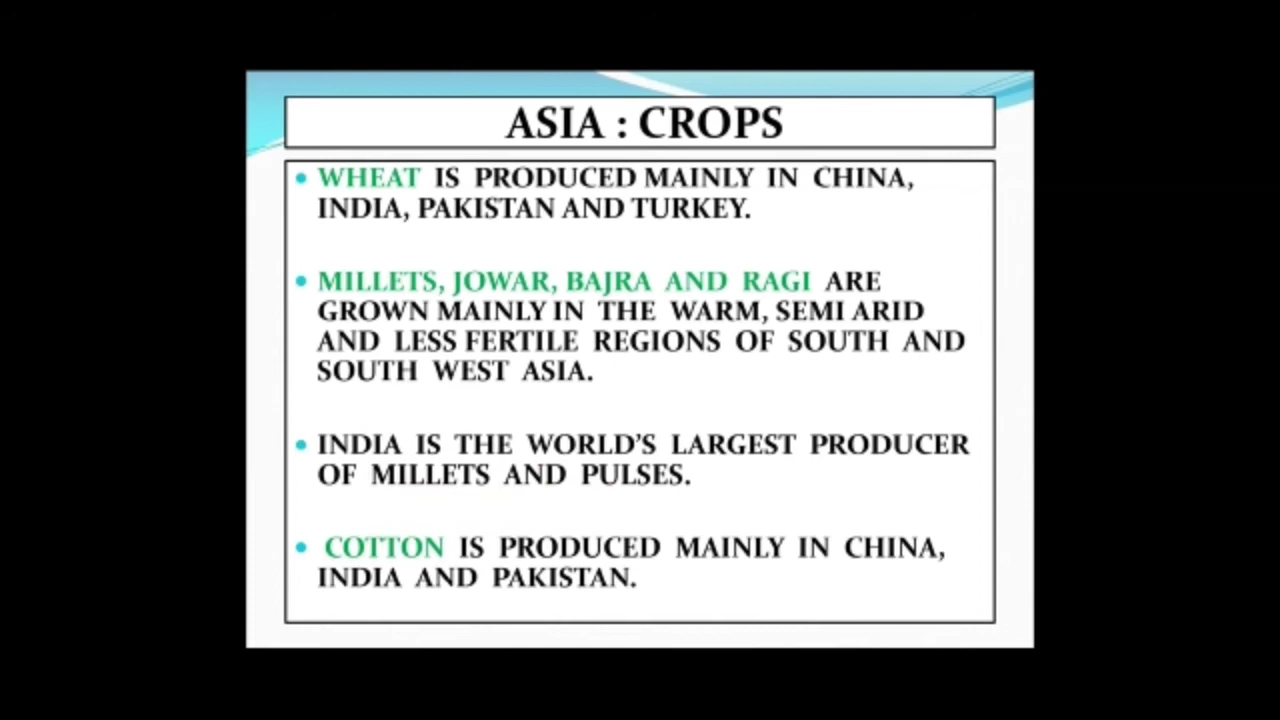 ASIA : CROPS
WHEAT IS PRODUCED MAINLY IN CHINA,
INDIA, PAKISTAN AND TURKEY.
MILLETS, JOWAR, BAJRA AND RAGI ARE
GROWN MAINLY IN THE WARM, SEMI ARID
AND LESS FERTILE REGIONS OF SOUTH AND
SOUTH WEST ASIA.
INDIA IS THE WORLD'S LARGEST PRODUCER
OF MILLETS AND PULSES.
COTTON IS PRODUCED MAINLY IN CHINA,
INDIA AND PAKISTAN.